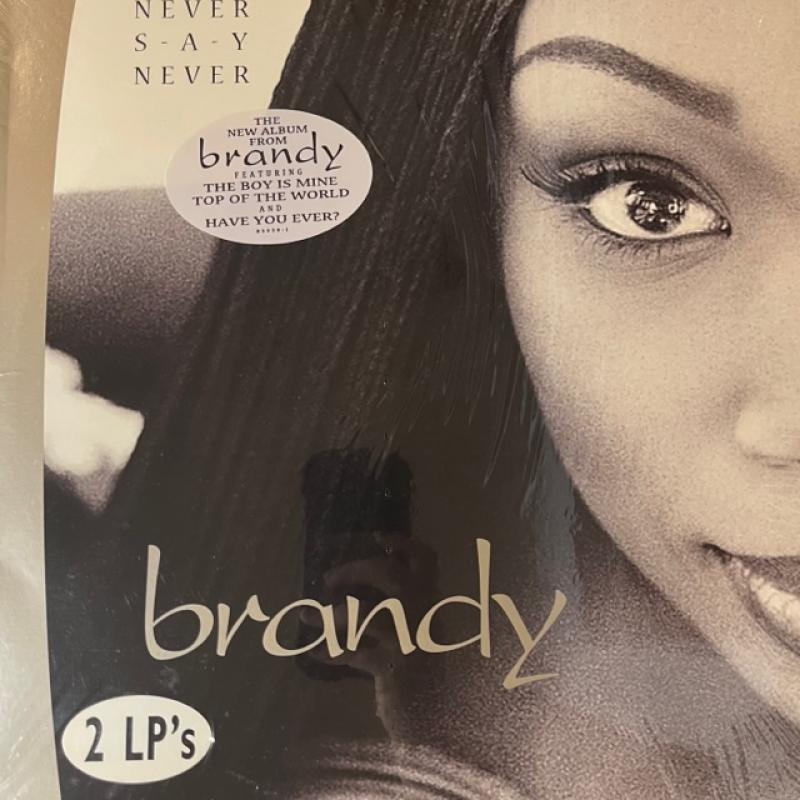 NEVER
S-A-Y
NEVER
THE
NEW ALBUM
FROM
brandy
FEATURING
THE BOY IS MINE
TOP OF THE WORLD
AND
HAVE YOU EVER?
brandy
2 LP's